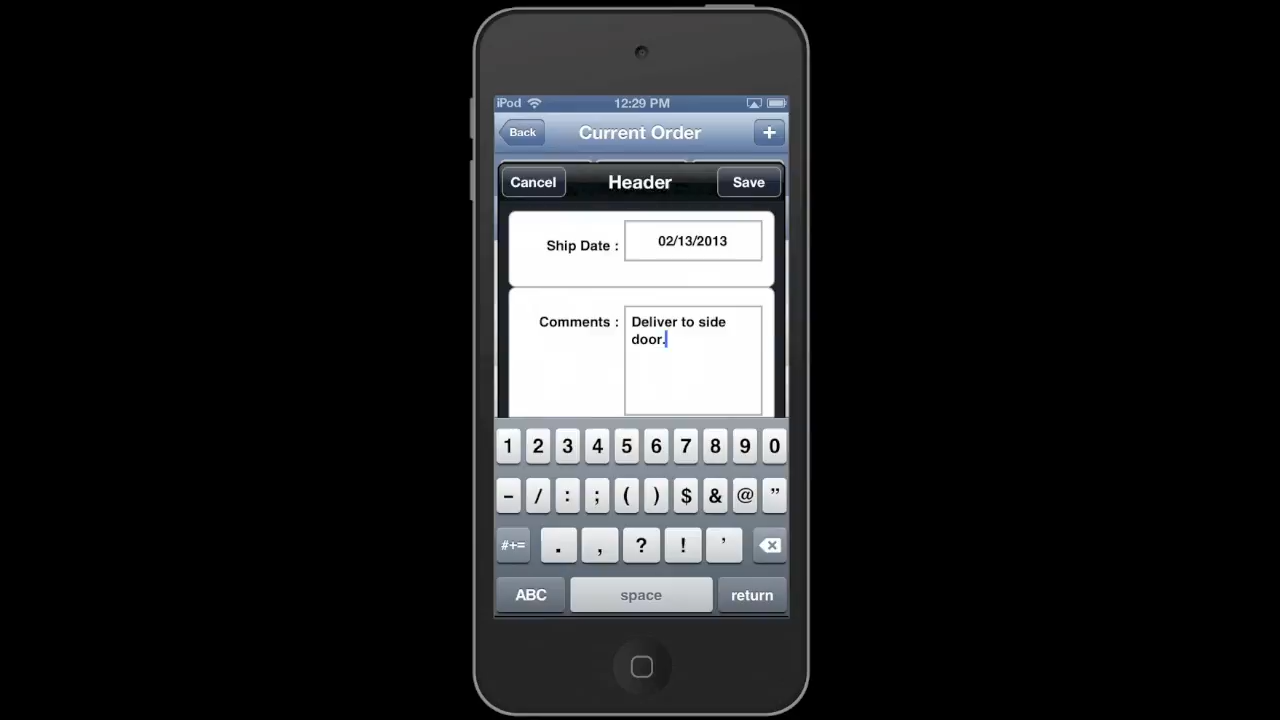 iPod 12:29 PM
Back Current Order +
Cancel Header Save
Ship Date : 02/13/2013
Comments : Deliver to side
door.
1 2 3 4 5 6 7 8 9 0
- / : ; ( ) $ & @ "
#+= . , ? ! '
ABC space return